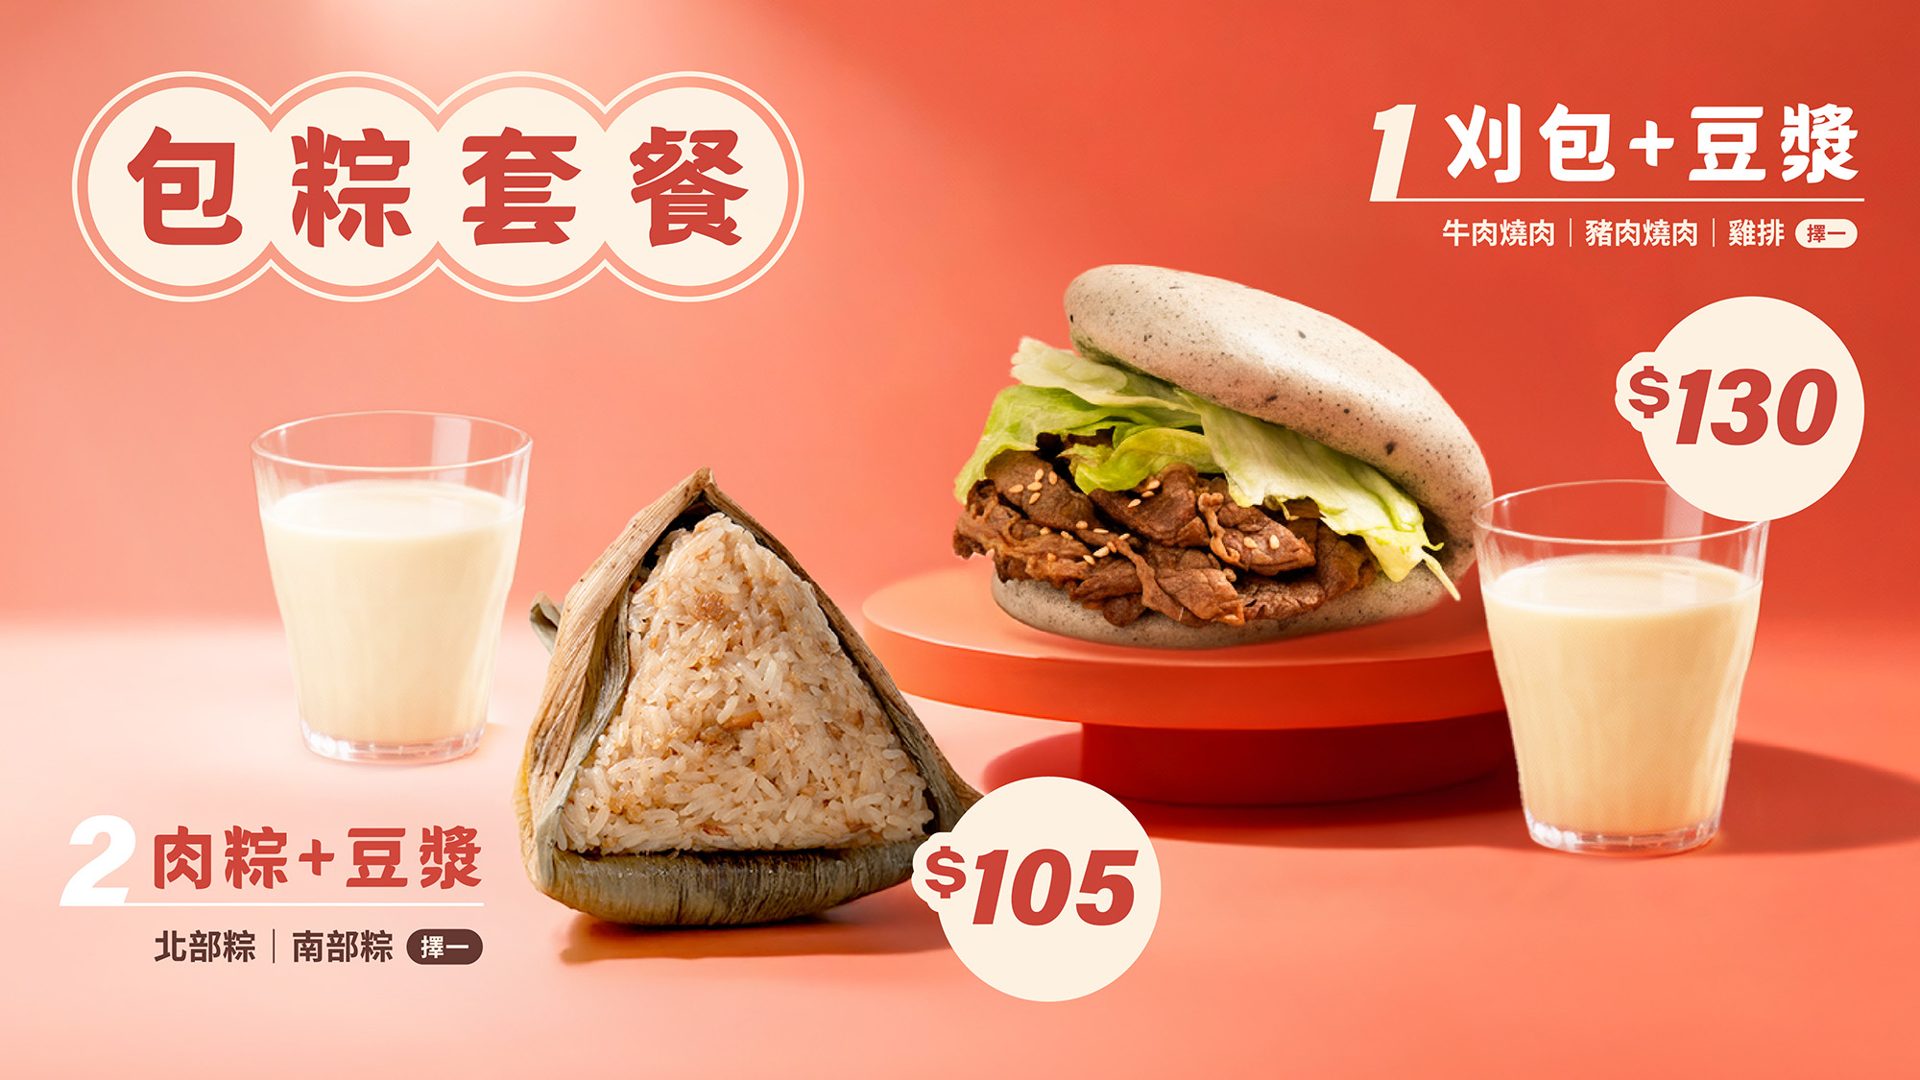 包粽套餐
1 刈包+豆漿
牛肉燒肉｜豬肉燒肉｜雞排 擇一
$130
2 肉粽+豆漿
北部粽｜南部粽 擇一
$105